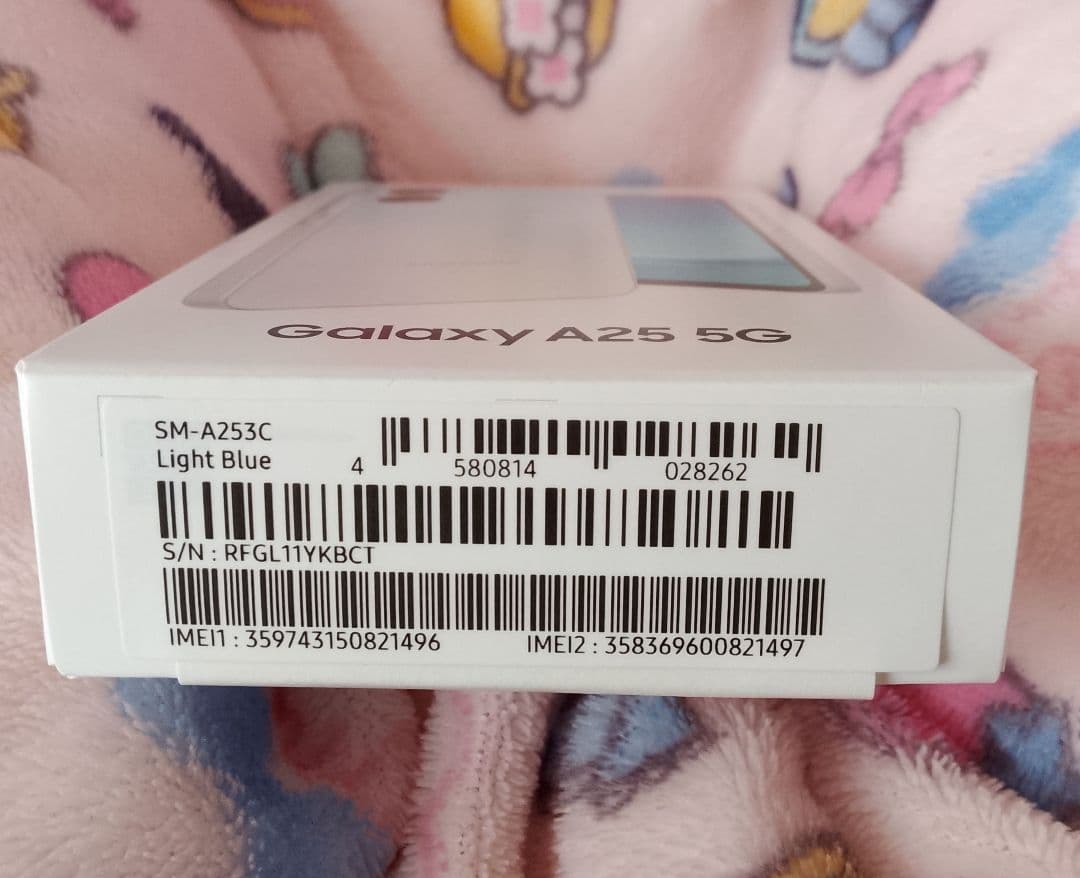 Galaxy A25 5G
SM-A253C
Light Blue
4 580814 028262
S/N : RFGL11YKBCT
IMEI1 : 359743150821496 IMEI2 : 358369600821497